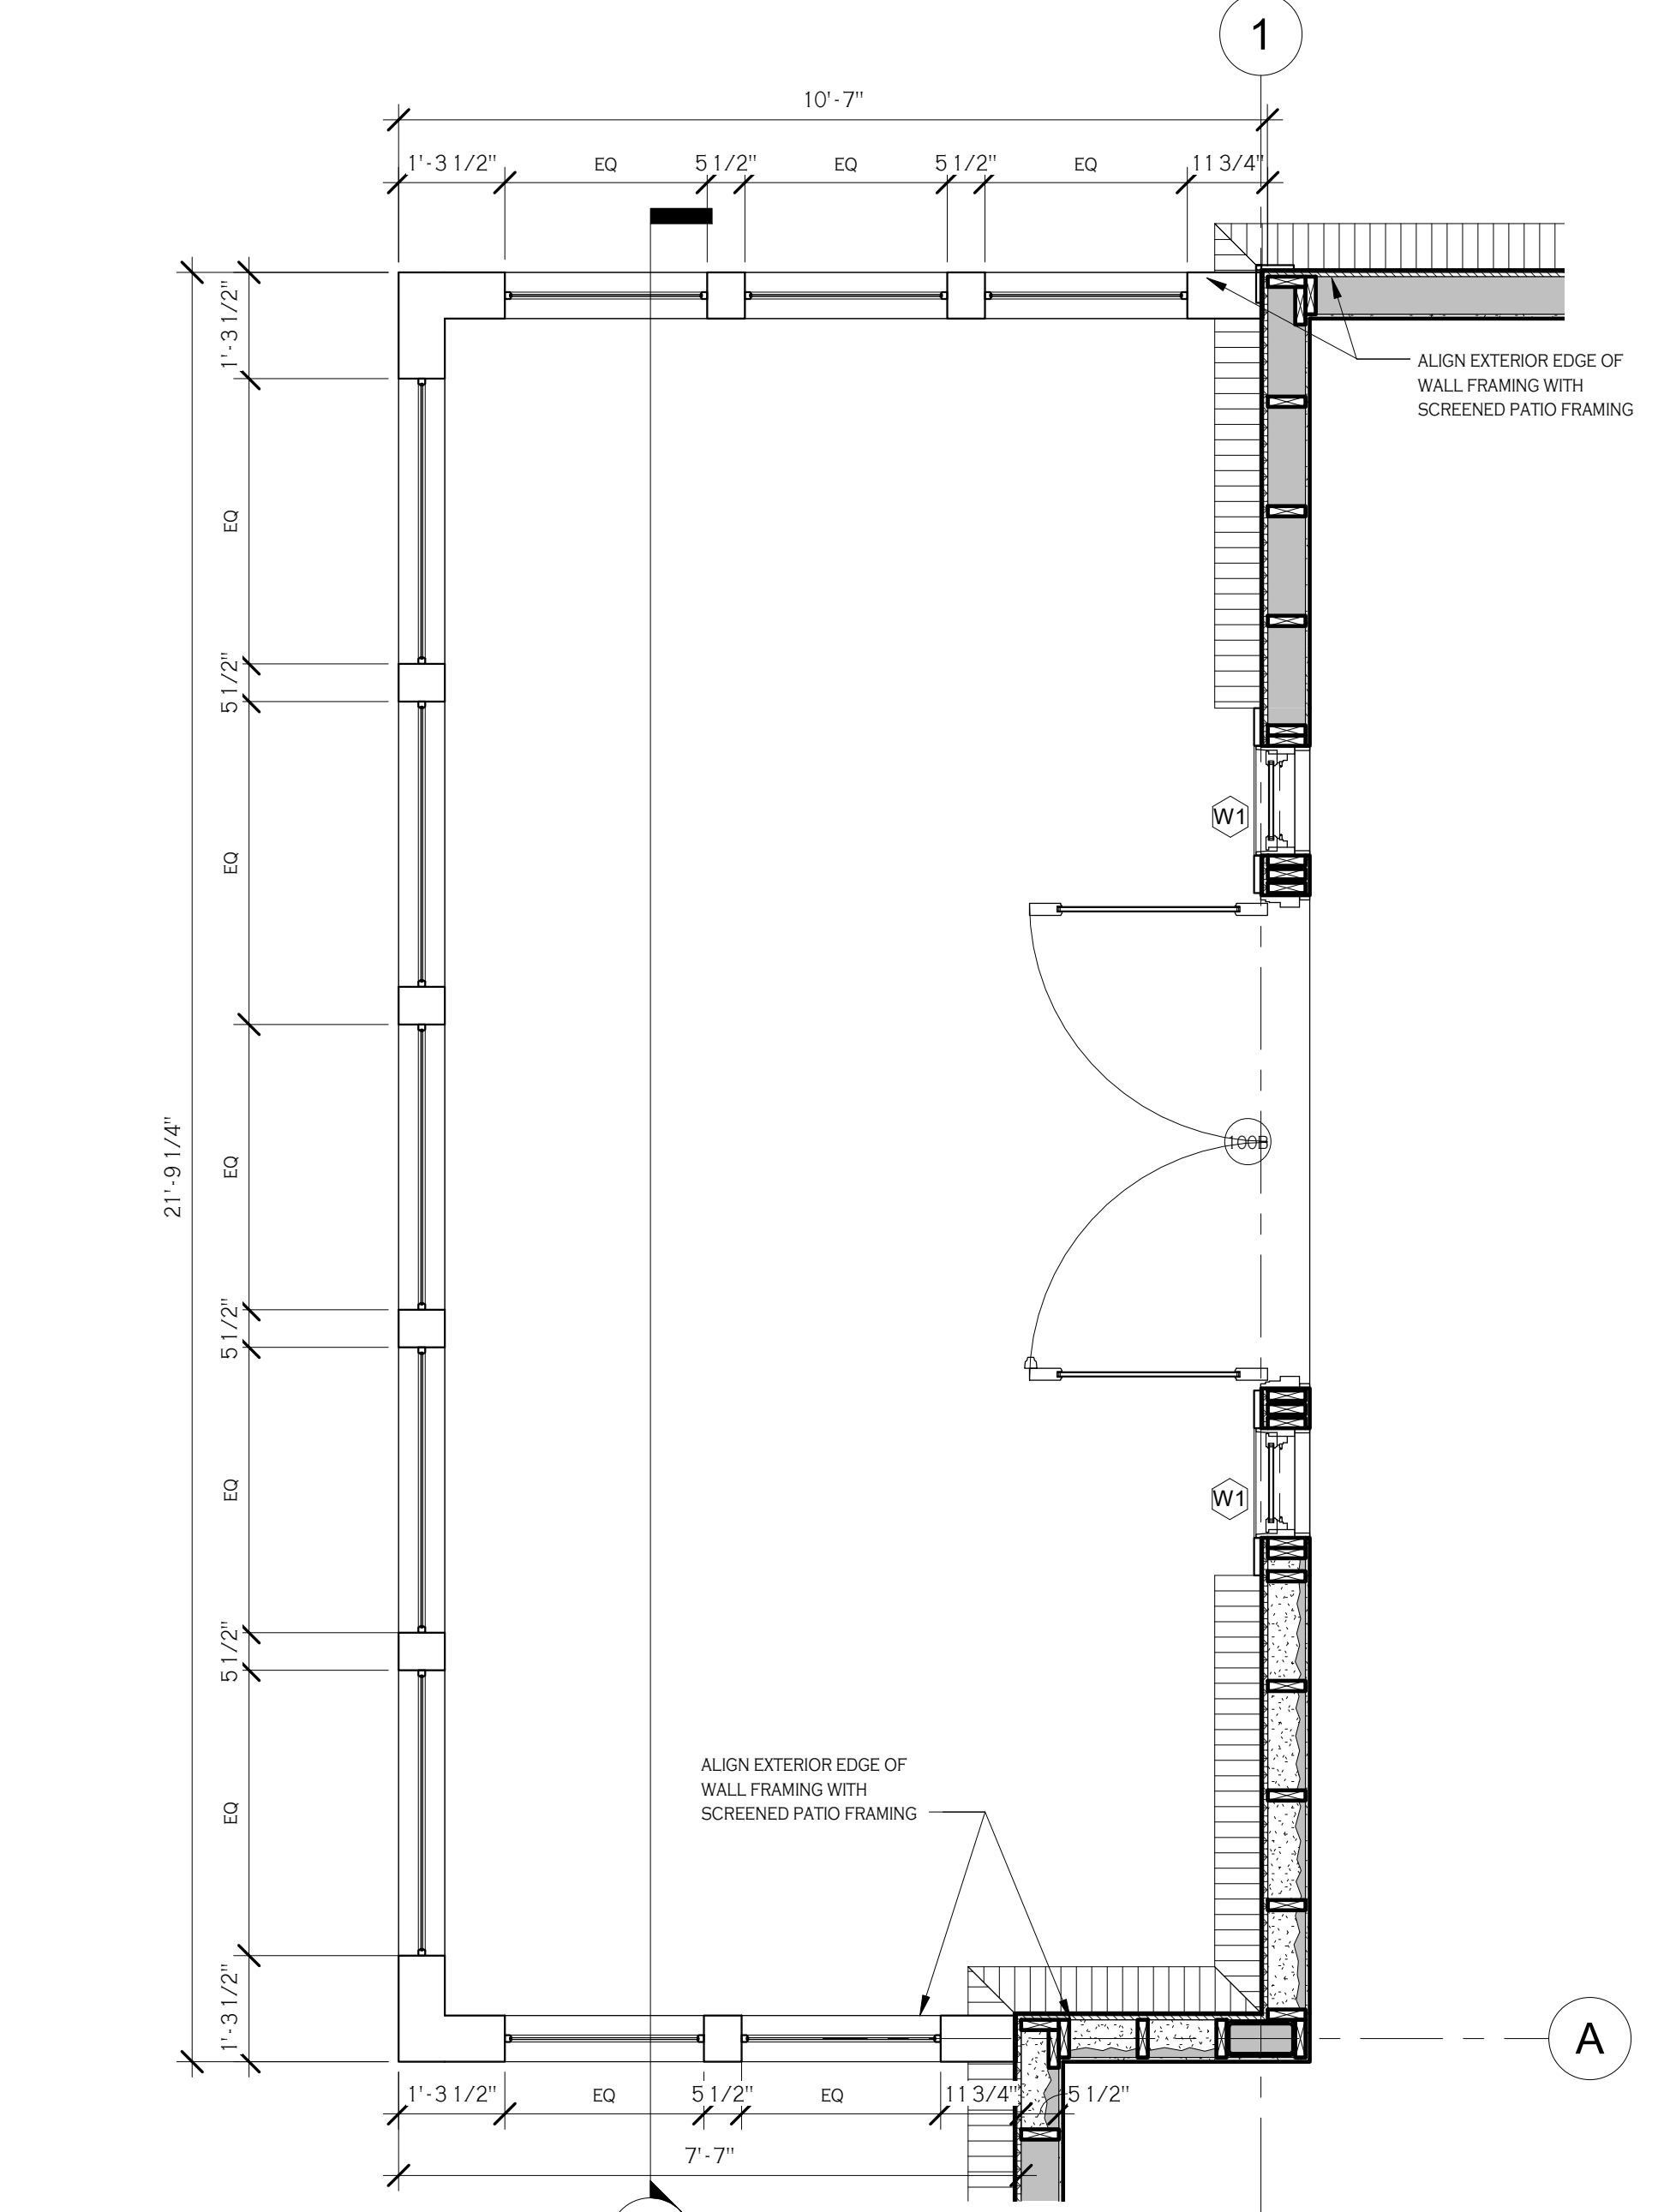 1
10'-7"
1'-3 1/2" EQ 5 1/2" EQ 5 1/2" EQ 11 3/4"
1'-3 1/2"
ALIGN EXTERIOR EDGE OF
WALL FRAMING WITH
SCREENED PATIO FRAMING
EQ
5 1/2"
W1
EQ
21'-9 1/4"
EQ
100B
5 1/2"
EQ
W1
5 1/2"
EQ
ALIGN EXTERIOR EDGE OF
WALL FRAMING WITH
SCREENED PATIO FRAMING
1'-3 1/2"
A
1'-3 1/2" EQ 5 1/2" EQ 11 3/4" 5 1/2"
7'-7"